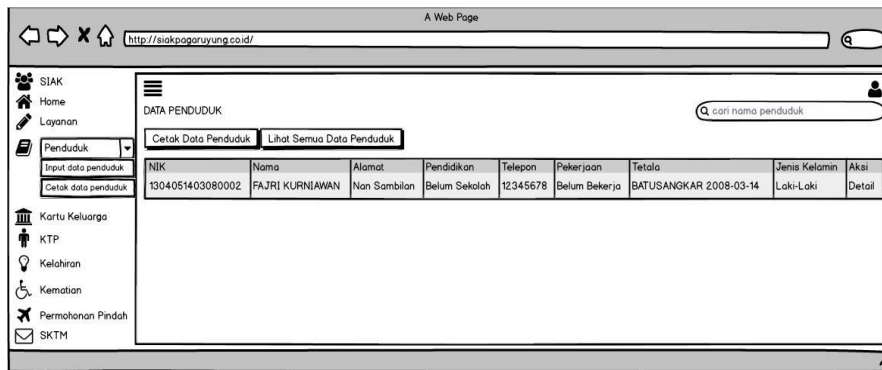 A Web Page
http://siakpagaruyung.co.id/
SIAK
Home
Layanan
Penduduk
Input data penduduk
Cetak data penduduk
Kartu Keluarga
KTP
Kelahiran
Kematian
Permohonan Pindah
SKTM
DATA PENDUDUK
cari nama penduduk
Cetak Data Penduduk Lihat Semua Data Penduduk
NIK Nama Alamat Pendidikan Telepon Pekerjaan Tetala Jenis Kelamin Aksi
1304051403080002 FAJRI KURNIAWAN Nan Sambilan Belum Sekolah 12345678 Belum Bekerja BATUSANGKAR 2008-03-14 Laki-Laki Detail